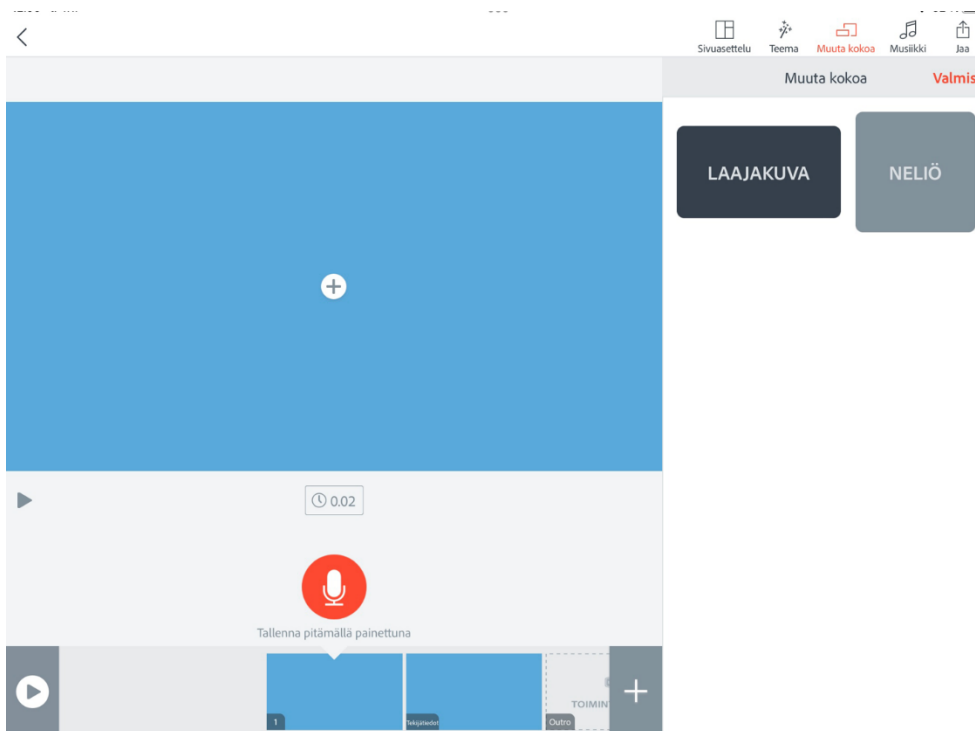 Sivuasettelu Teema Muuta kokoa Musiikki Jaa
Muuta kokoa Valmis
LAAJAKUVA NELIÖ
0.02
Tallenna pitämällä painettuna
TOIMIN
1 Tekijätiedot Outro